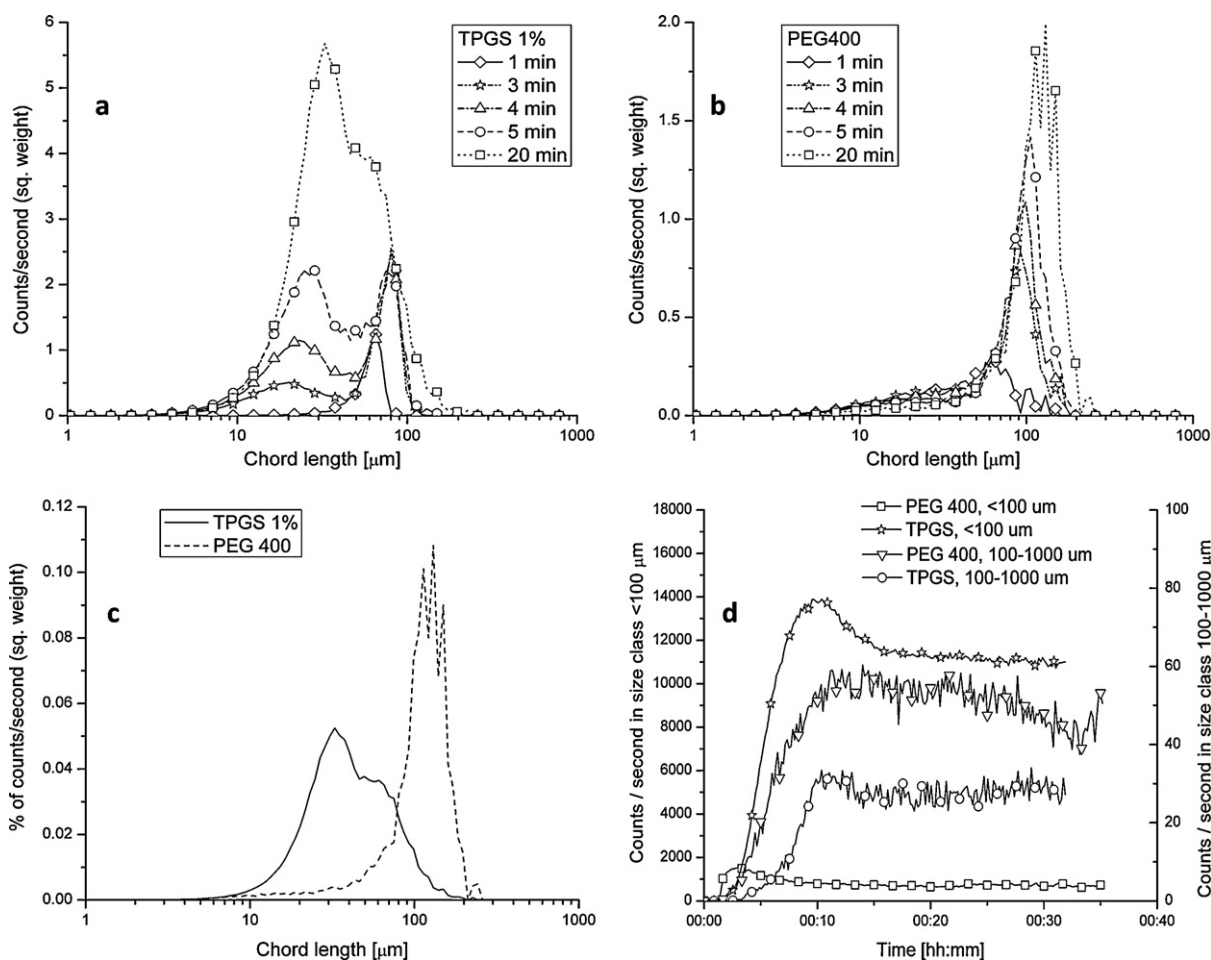 a
TPGS 1%
1 min
3 min
4 min
5 min
20 min
6
5
4
3
2
1
0
Counts/second (sq. weight)
1 10 100 1000
Chord length [μm]
b
PEG400
1 min
3 min
4 min
5 min
20 min
2.0
1.5
1.0
0.5
0.0
Counts/second (sq. weight)
1 10 100 1000
Chord length [μm]
c
TPGS 1%
PEG 400
0.12
0.10
0.08
0.06
0.04
0.02
0.00
% of counts/second (sq. weight)
1 10 100 1000
Chord length [μm]
d
PEG 400, <100 um
TPGS, <100 um
PEG 400, 100-1000 um
TPGS, 100-1000 um
18000
16000
14000
12000
10000
8000
6000
4000
2000
0
Counts / second in size class <100 μm
100
80
60
40
20
0
Counts / second in size class 100-1000 μm
00:00 00:10 00:20 00:30 00:40
Time [hh:mm]